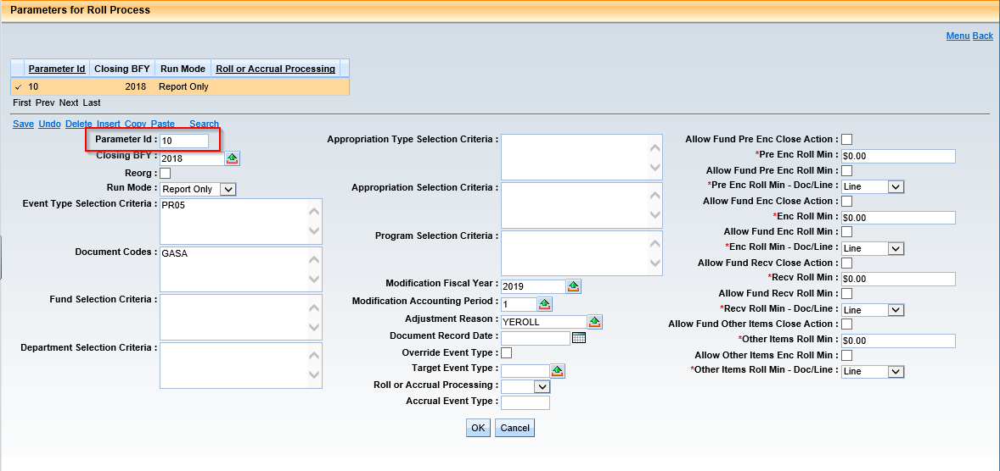 Parameters for Roll Process
Menu Back
Parameter Id Closing BFY Run Mode Roll or Accrual Processing
✓ 10 2018 Report Only
First Prev Next Last
Save Undo Delete Insert Copy Paste Search
Parameter Id : 10
Closing BFY : 2018
Reorg :
Run Mode : Report Only
Event Type Selection Criteria : PR05
Document Codes : GASA
Fund Selection Criteria :
Department Selection Criteria :
Appropriation Type Selection Criteria :
Appropriation Selection Criteria :
Program Selection Criteria :
Modification Fiscal Year : 2019
Modification Accounting Period : 1
Adjustment Reason : YEROLL
Document Record Date :
Override Event Type :
Target Event Type :
Roll or Accrual Processing :
Accrual Event Type :
Allow Fund Pre Enc Close Action :
*Pre Enc Roll Min : $0.00
Allow Fund Pre Enc Roll Min :
*Pre Enc Roll Min - Doc/Line : Line
Allow Fund Enc Close Action :
*Enc Roll Min : $0.00
Allow Fund Enc Roll Min :
*Enc Roll Min - Doc/Line : Line
Allow Fund Recv Close Action :
*Recv Roll Min : $0.00
Allow Fund Recv Roll Min :
*Recv Roll Min - Doc/Line : Line
Allow Fund Other Items Close Action :
*Other Items Roll Min : $0.00
Allow Other Items Enc Roll Min :
*Other Items Roll Min - Doc/Line : Line
OK Cancel